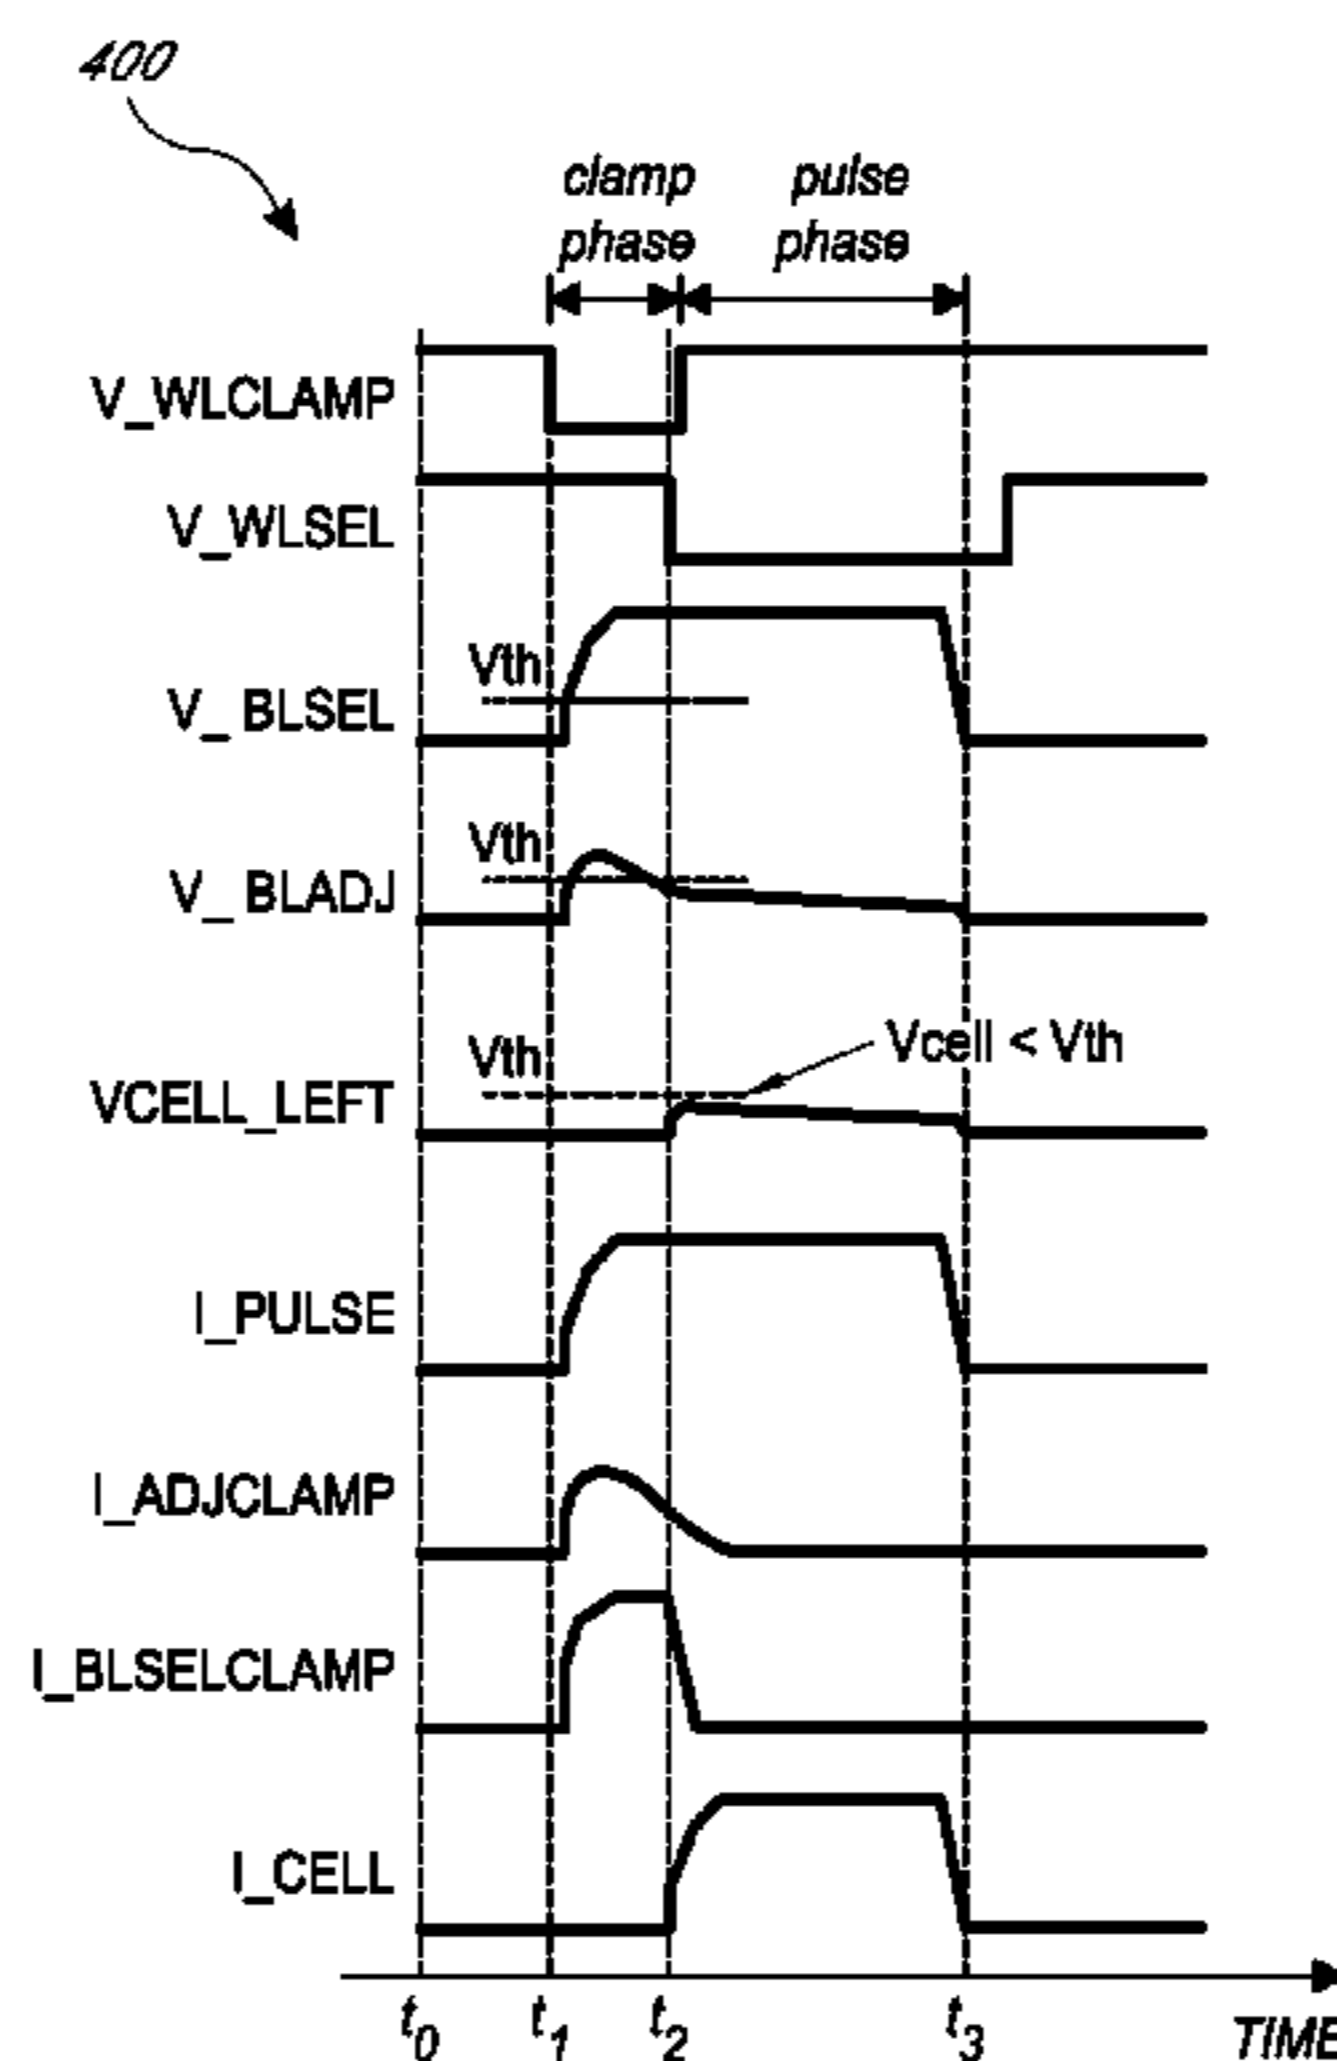 400
clamp phase
pulse phase
V_WLCLAMP
V_WLSEL
Vth
V_ BLSEL
Vth
V_ BLADJ
Vcell < Vth
Vth
VCELL_LEFT
I_PULSE
I_ADJCLAMP
I_BLSELCLAMP
I_CELL
t0 t1 t2 t3 TIME